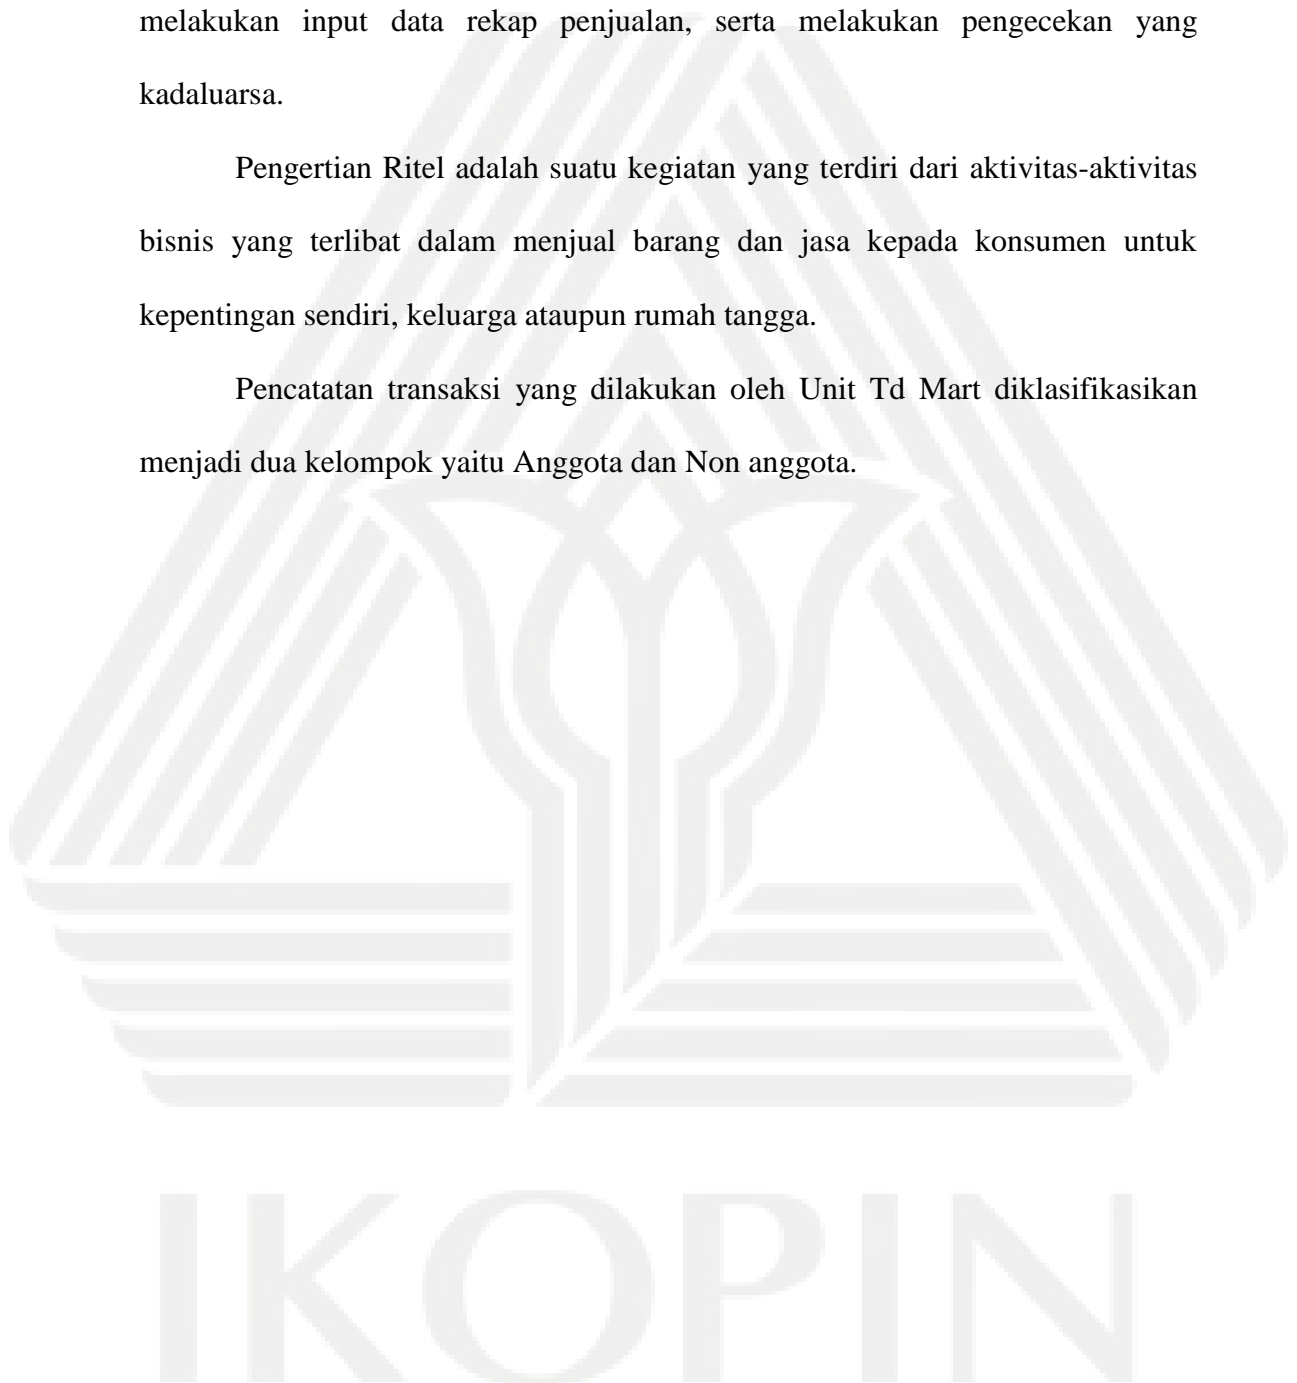 melakukan input data rekap penjualan, serta melakukan pengecekan yang
kadaluarsa.
Pengertian Ritel adalah suatu kegiatan yang terdiri dari aktivitas-aktivitas
bisnis yang terlibat dalam menjual barang dan jasa kepada konsumen untuk
kepentingan sendiri, keluarga ataupun rumah tangga.
Pencatatan transaksi yang dilakukan oleh Unit Td Mart diklasifikasikan
menjadi dua kelompok yaitu Anggota dan Non anggota.
IKOPIN